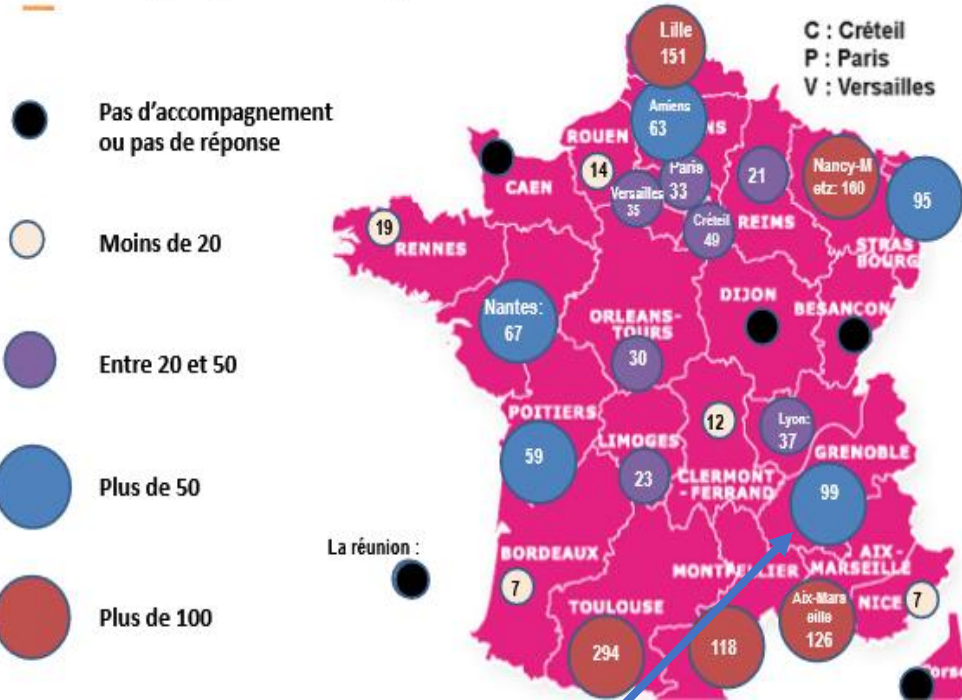 C : Créteil
P : Paris
V : Versailles
Pas d'accompagnement
ou pas de réponse
Moins de 20
Entre 20 et 50
Plus de 50
Plus de 100
La réunion :
Lille
151
Amiens
63
NS
ROUEN
14
CAEN
Paris
33
Versailles
35
Créteil
49
21
REIMS
Nancy-M
etz: 160
95
STRAS
BOURG
19
RENNES
Nantes:
67
ORLEANS-
TOURS
30
DIJON
BESANCON
POITIERS
59
LIMOGES
23
12
CLERMONT
-FERRAND
Lyon:
37
GRENOBLE
99
BORDEAUX
7
TOULOUSE
294
MONTPELLIER
118
AIX-
MARSEILLE
Aix-Mars
eille
126
NICE
7